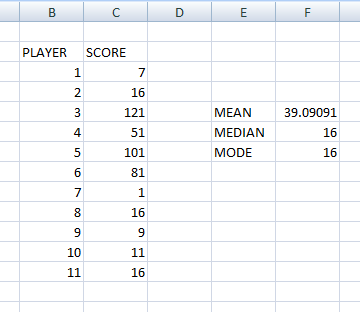 B C D E F
PLAYER SCORE
1 7
2 16
3 121 MEAN 39.09091
4 51 MEDIAN 16
5 101 MODE 16
6 81
7 1
8 16
9 9
10 11
11 16